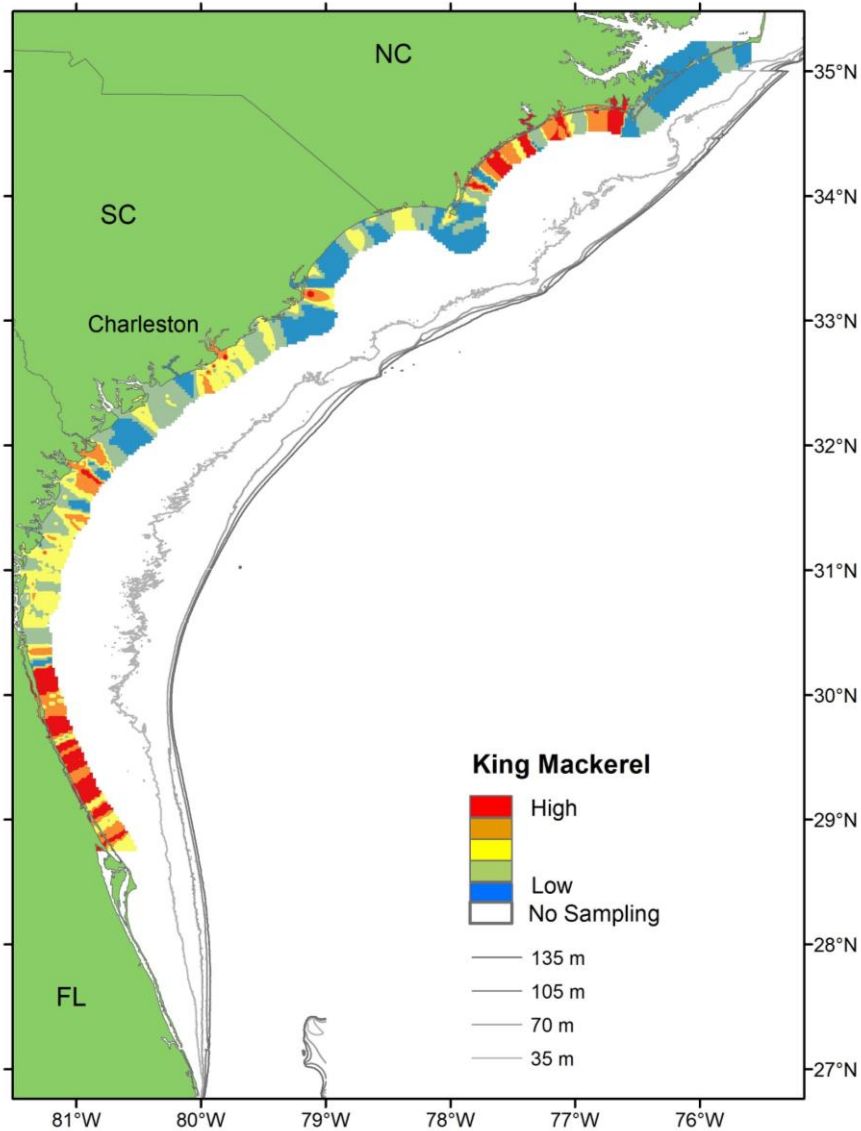 NC
35°N
SC
34°N
Charleston
33°N
32°N
31°N
30°N
King Mackerel
High
29°N
Low
No Sampling
28°N
135 m
FL
105 m
70 m
35 m
27°N
81°W 80°W 79°W 78°W 77°W 76°W